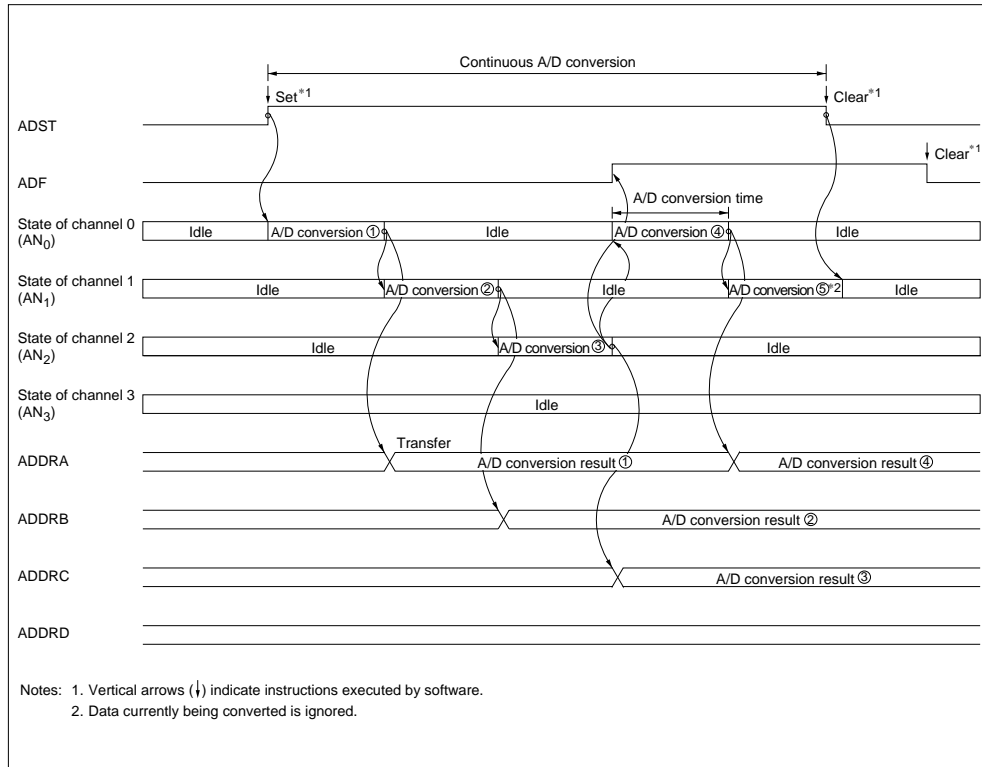 Continuous A/D conversion
Set*1
Clear*1
ADST
Clear*1
ADF
A/D conversion time
State of channel 0
(AN0)
Idle
A/D conversion ①
Idle
A/D conversion ④
Idle
State of channel 1
(AN1)
Idle
A/D conversion ②
Idle
A/D conversion ⑤*2
Idle
State of channel 2
(AN2)
Idle
A/D conversion ③
Idle
State of channel 3
(AN3)
Idle
Transfer
ADDRA
A/D conversion result ①
A/D conversion result ④
ADDRB
A/D conversion result ②
ADDRC
A/D conversion result ③
ADDRD
Notes: 1. Vertical arrows (↓) indicate instructions executed by software.
2. Data currently being converted is ignored.